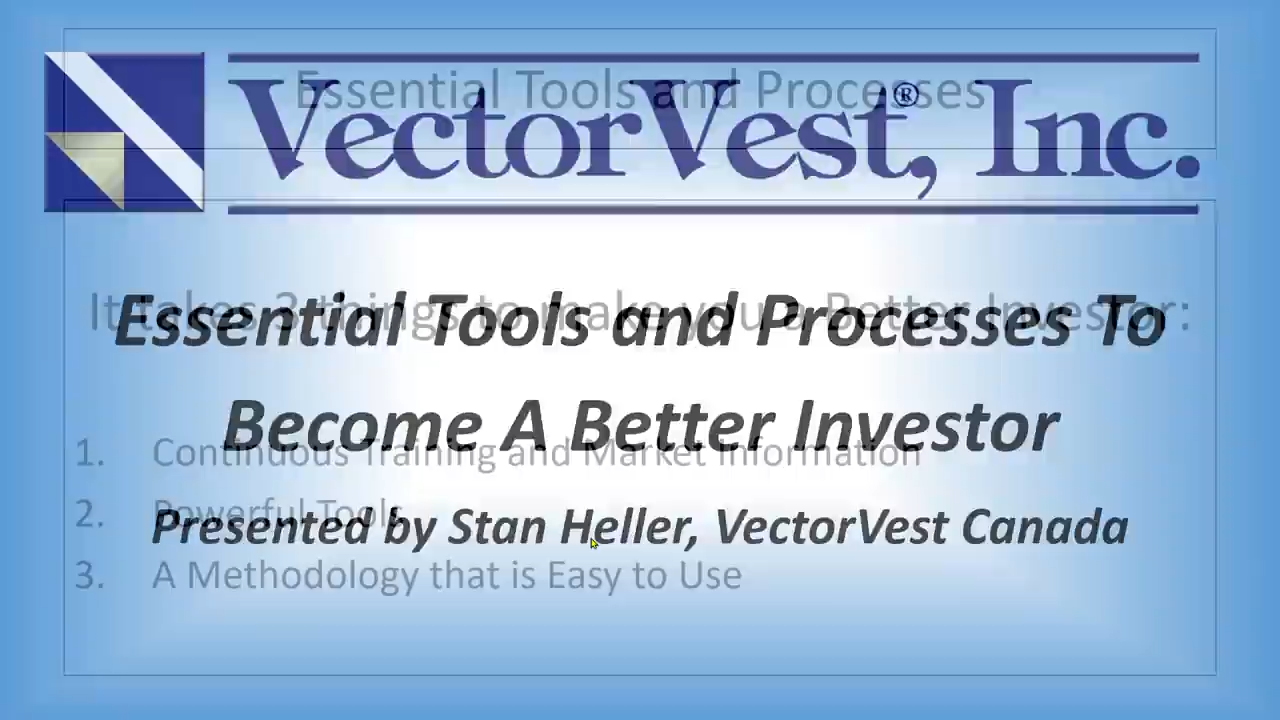 VectorVest®, Inc.
Essential Tools and Processes
Essential Tools and Processes To
Become A Better Investor
Presented by Stan Heller, VectorVest Canada
It takes 3 things to make you a Better Investor:
1. Continuous Training and Market Information
2. Powerful Tools
3. A Methodology that is Easy to Use